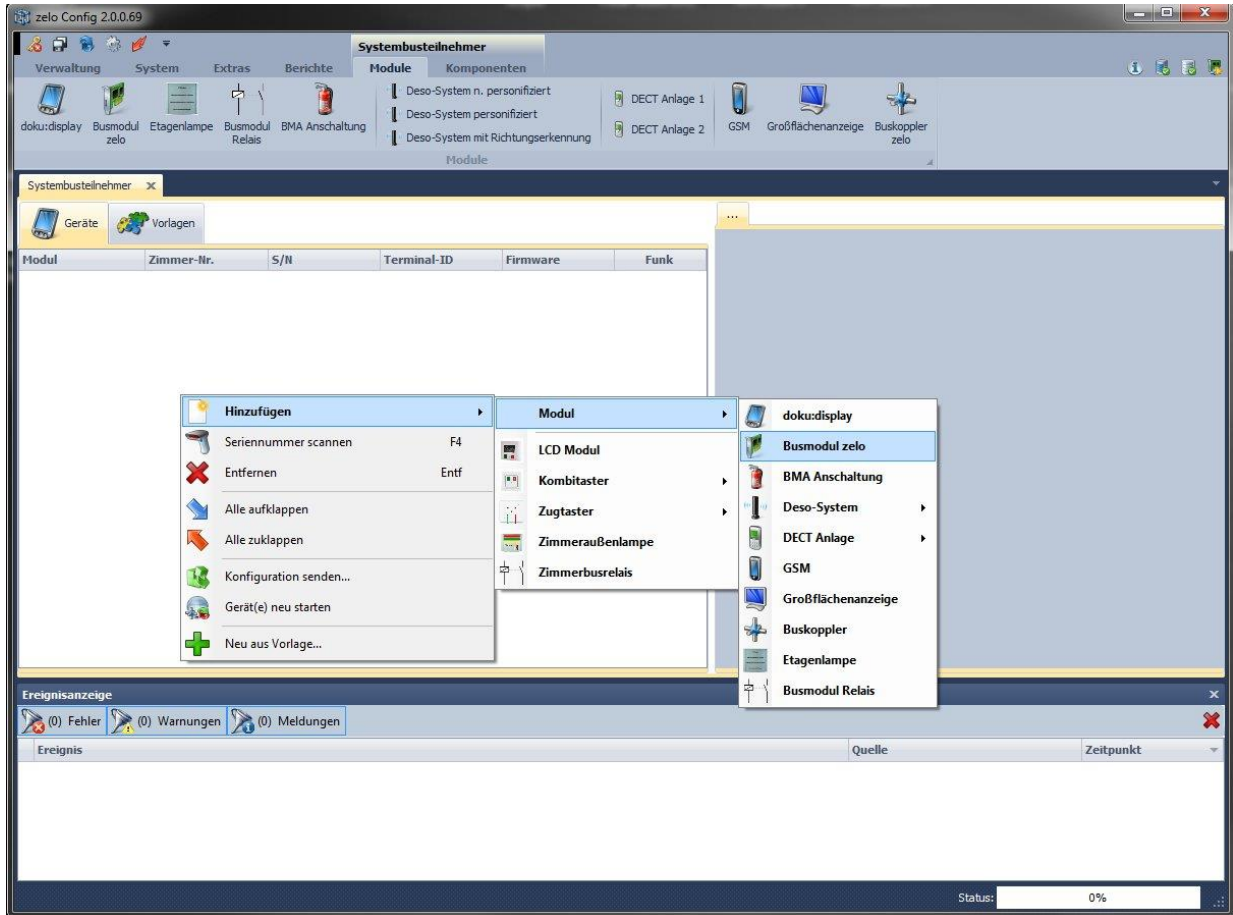 zelo Config 2.0.0.69
Systembusteilnehmer
Verwaltung System Extras Berichte Module Komponenten
doku:display
Busmodul zelo
Etagenlampe
Busmodul Relais
BMA Anschaltung
Deso-System n. personifiziert
Deso-System personifiziert
Deso-System mit Richtungserkennung
DECT Anlage 1
DECT Anlage 2
GSM
Großflächenanzeige
Buskoppler zelo
Module
Systembusteilnehmer x
Geräte Vorlagen
...
Modul Zimmer-Nr. S/N Terminal-ID Firmware Funk
Hinzufügen
Seriennummer scannen F4
Entfernen Entf
Alle aufklappen
Alle zuklappen
Konfiguration senden...
Gerät(e) neu starten
Neu aus Vorlage...
Modul
LCD Modul
Kombitaster
Zugtaster
Zimmeraußenlampe
Zimmerbusrelais
doku:display
Busmodul zelo
BMA Anschaltung
Deso-System
DECT Anlage
GSM
Großflächenanzeige
Buskoppler
Etagenlampe
Busmodul Relais
Ereignisanzeige x
(0) Fehler (0) Warnungen (0) Meldungen
Ereignis Quelle Zeitpunkt
Status: 0%